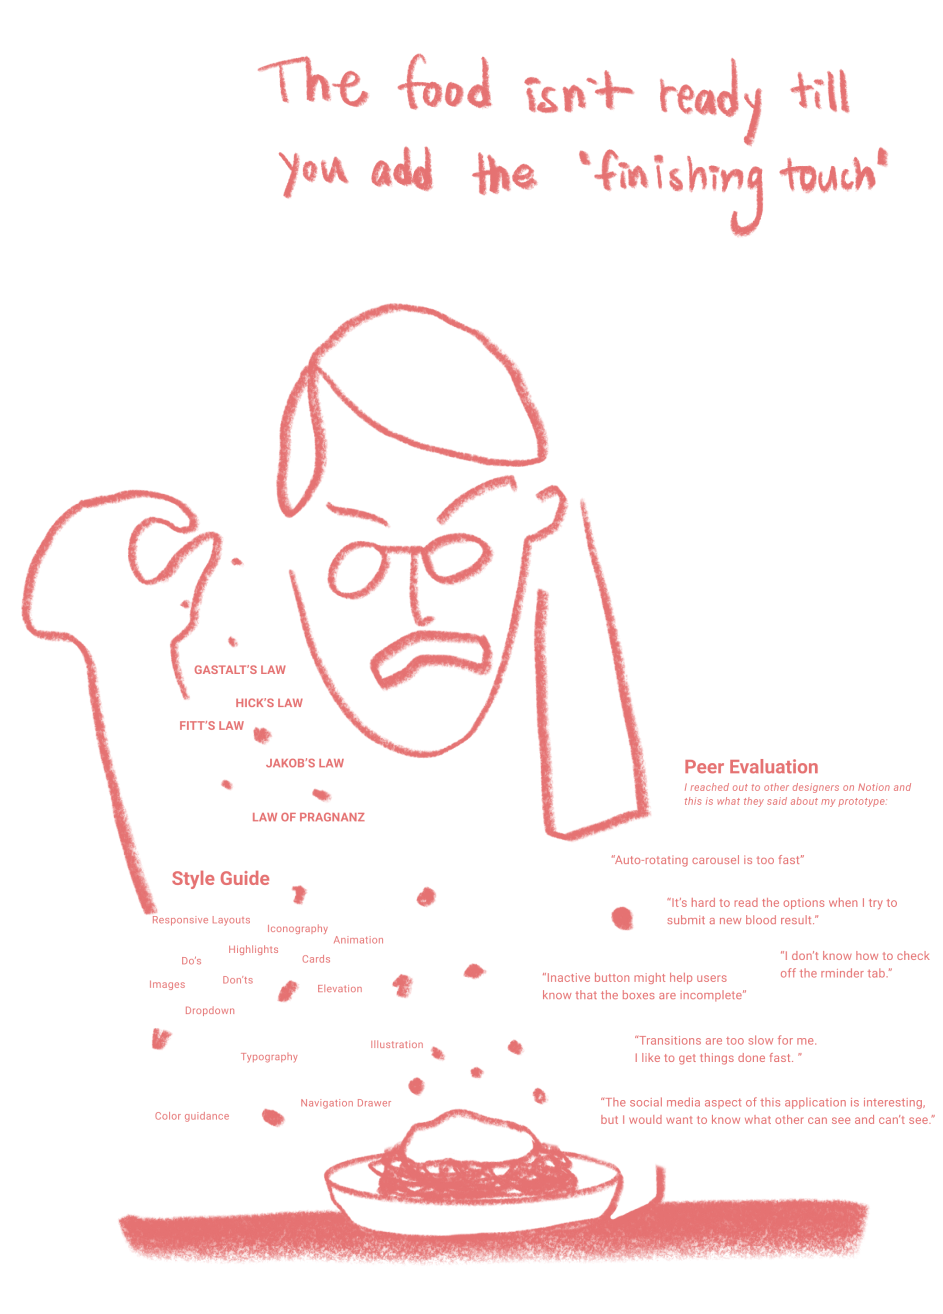 The food isn't ready till
you add the 'finishing touch'
GASTALT'S LAW
HICK'S LAW
FITT'S LAW
JAKOB'S LAW
LAW OF PRAGNANZ
Style Guide
Responsive Layouts
Iconography
Animation
Highlights
Cards
Do's
Don'ts
Images
Elevation
Dropdown
Illustration
Typography
Navigation Drawer
Color guidance
Peer Evaluation
I reached out to other designers on Notion and
this is what they said about my prototype:
“Auto-rotating carousel is too fast”
“It's hard to read the options when I try to
submit a new blood result.”
“I don't know how to check
off the rminder tab.”
“Inactive button might help users
know that the boxes are incomplete”
“Transitions are too slow for me.
I like to get things done fast. ”
“The social media aspect of this application is interesting,
but I would want to know what other can see and can't see.”